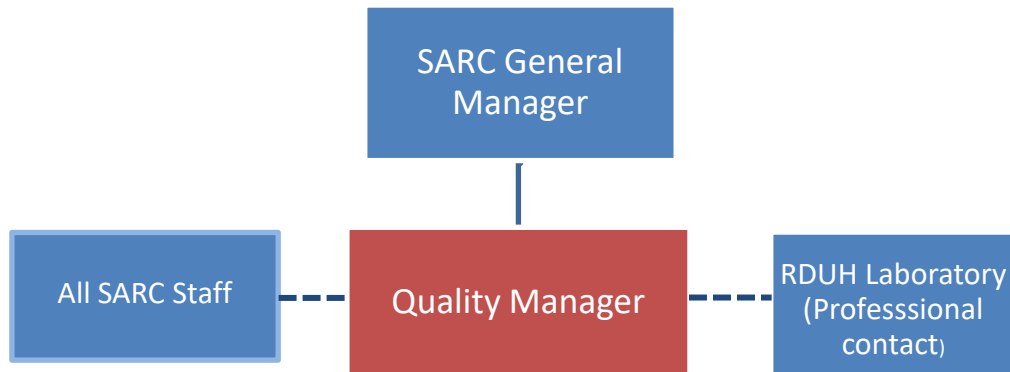 SARC General
Manager
All SARC Staff
Quality Manager
RDUH Laboratory
(Professsional
contact)